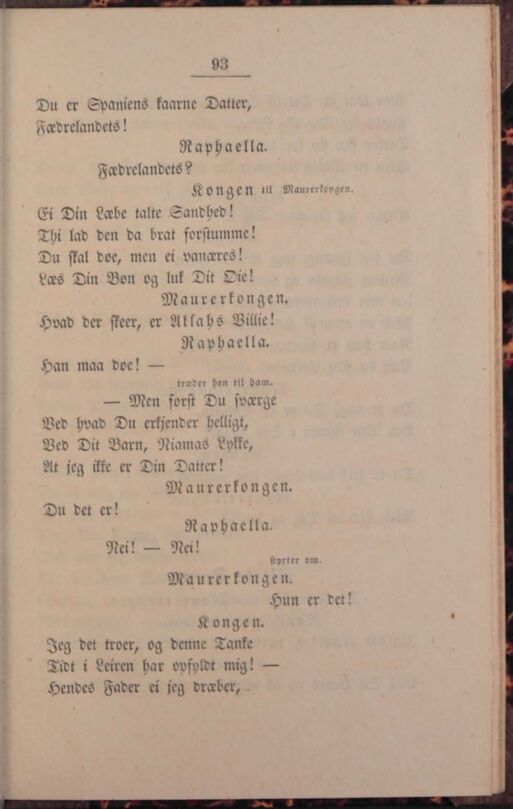 93
Du er Spaniens kaarne Datter,
Fædrelandets!
Raphaella.
Fædrelandets?
Kongen til Maurerkongen.
Ei Din Læbe talte Sandhed!
Thi lad den da brat forstumme!
Du skal døe, men ei vanæres!
Læs Din Bøn og luk Dit Øie!
Maurerkongen.
Hvad der skeer, er Allahs Villie!
Raphaella.
Han maa døe! —
træder hen til ham.
— Men først Du sværge
Ved hvad Du erkjender helligt,
Ved Dit Barn, Niamas Lykke,
At jeg ikke er Din Datter!
Maurerkongen.
Du det er!
Raphaella.
Nei! — Nei!
styrter om.
Maurerkongen.
Hun er det!
Kongen.
Jeg det troer, og denne Tanke
Tidt i Leiren har opfyldt mig! —
Hendes Fader ei jeg dræber,